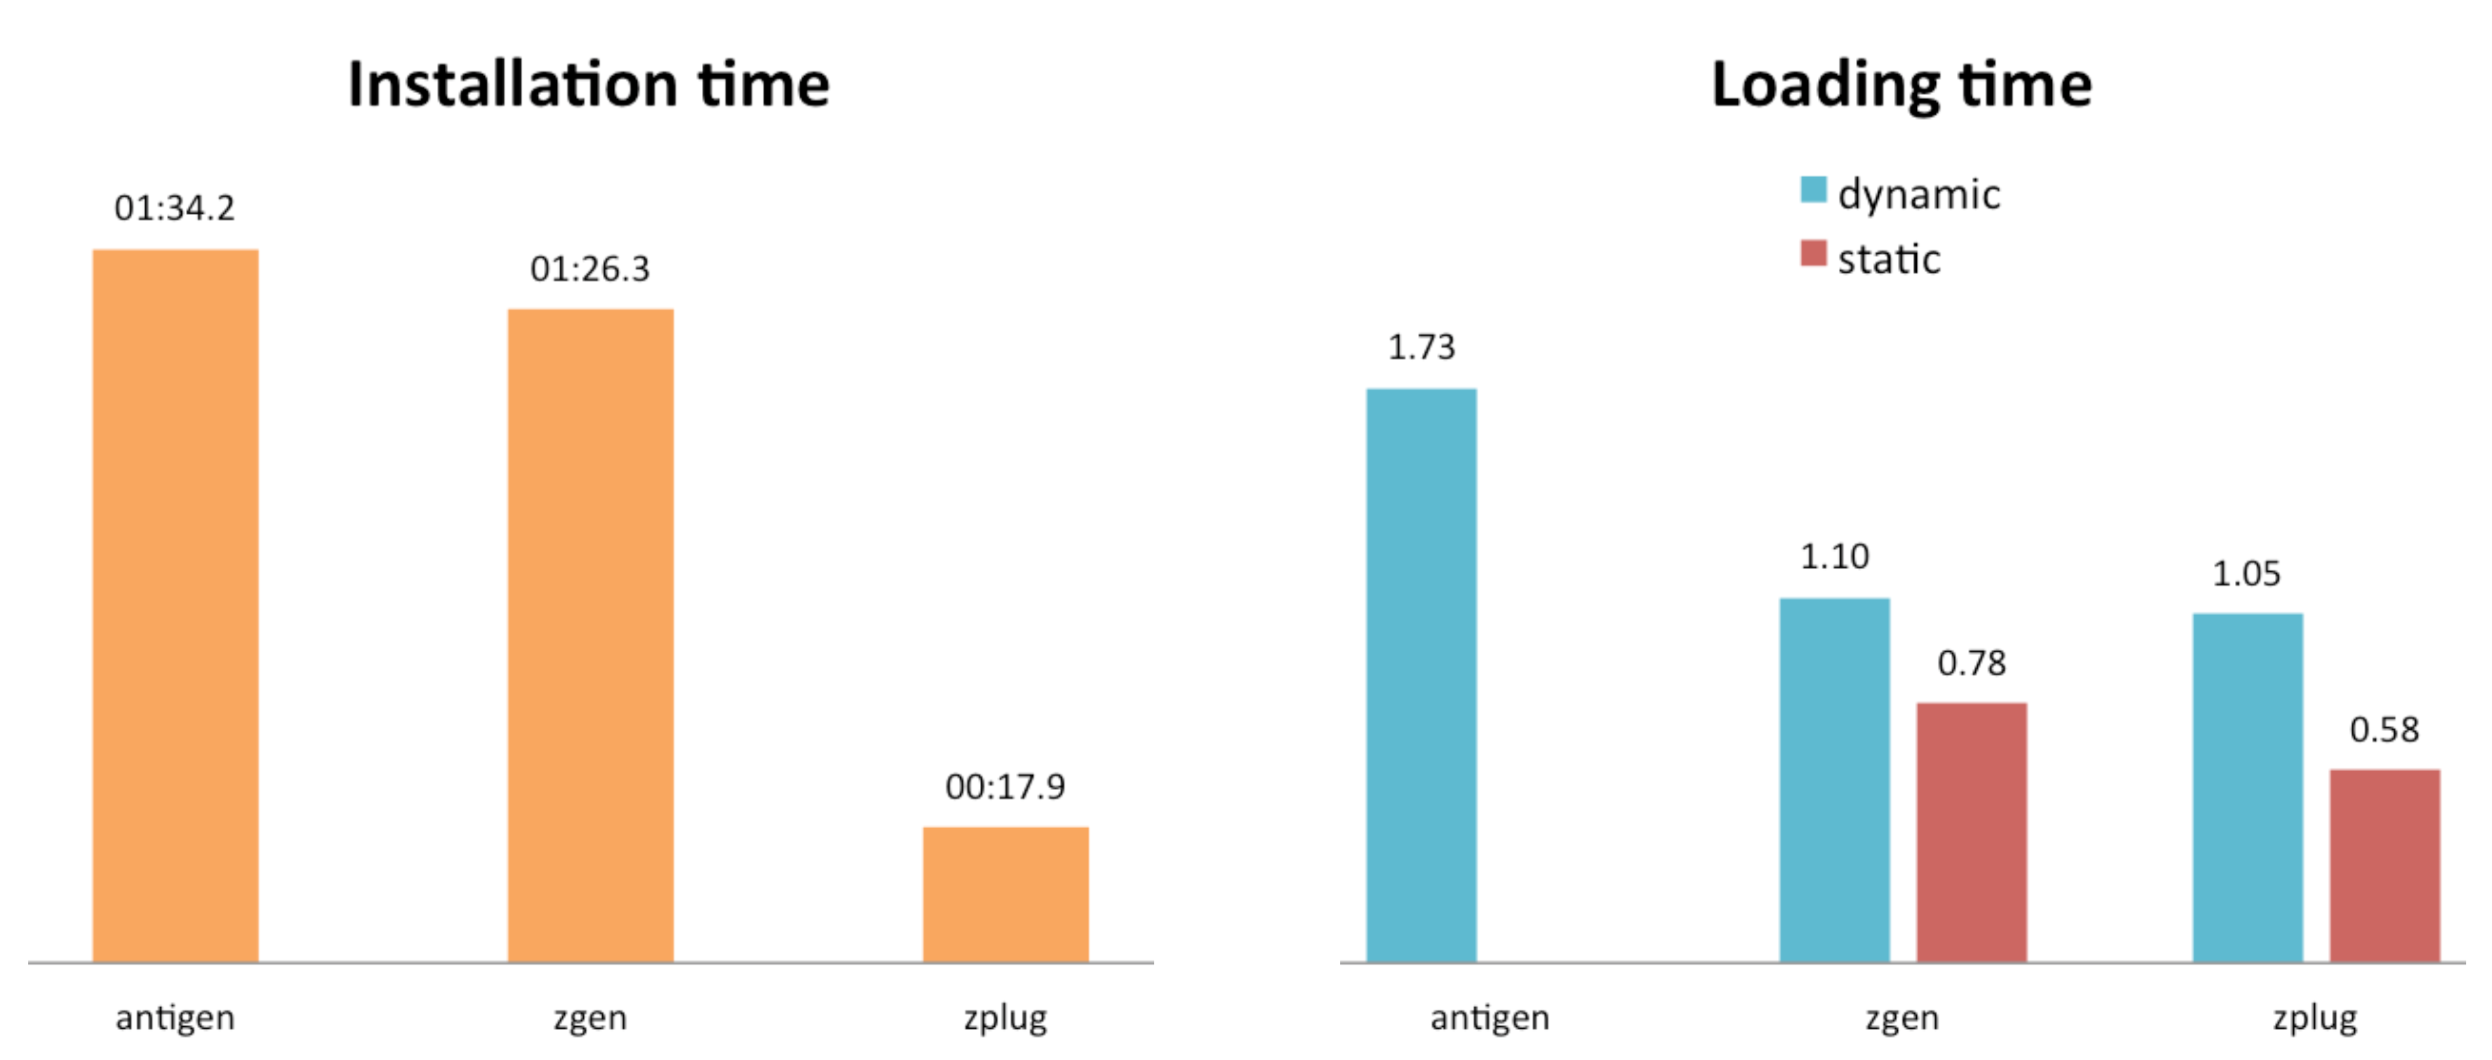 Installation time
01:34.2
01:26.3
00:17.9
antigen
zgen
zplug
Loading time
dynamic
static
1.73
1.10
0.78
1.05
0.58
antigen
zgen
zplug